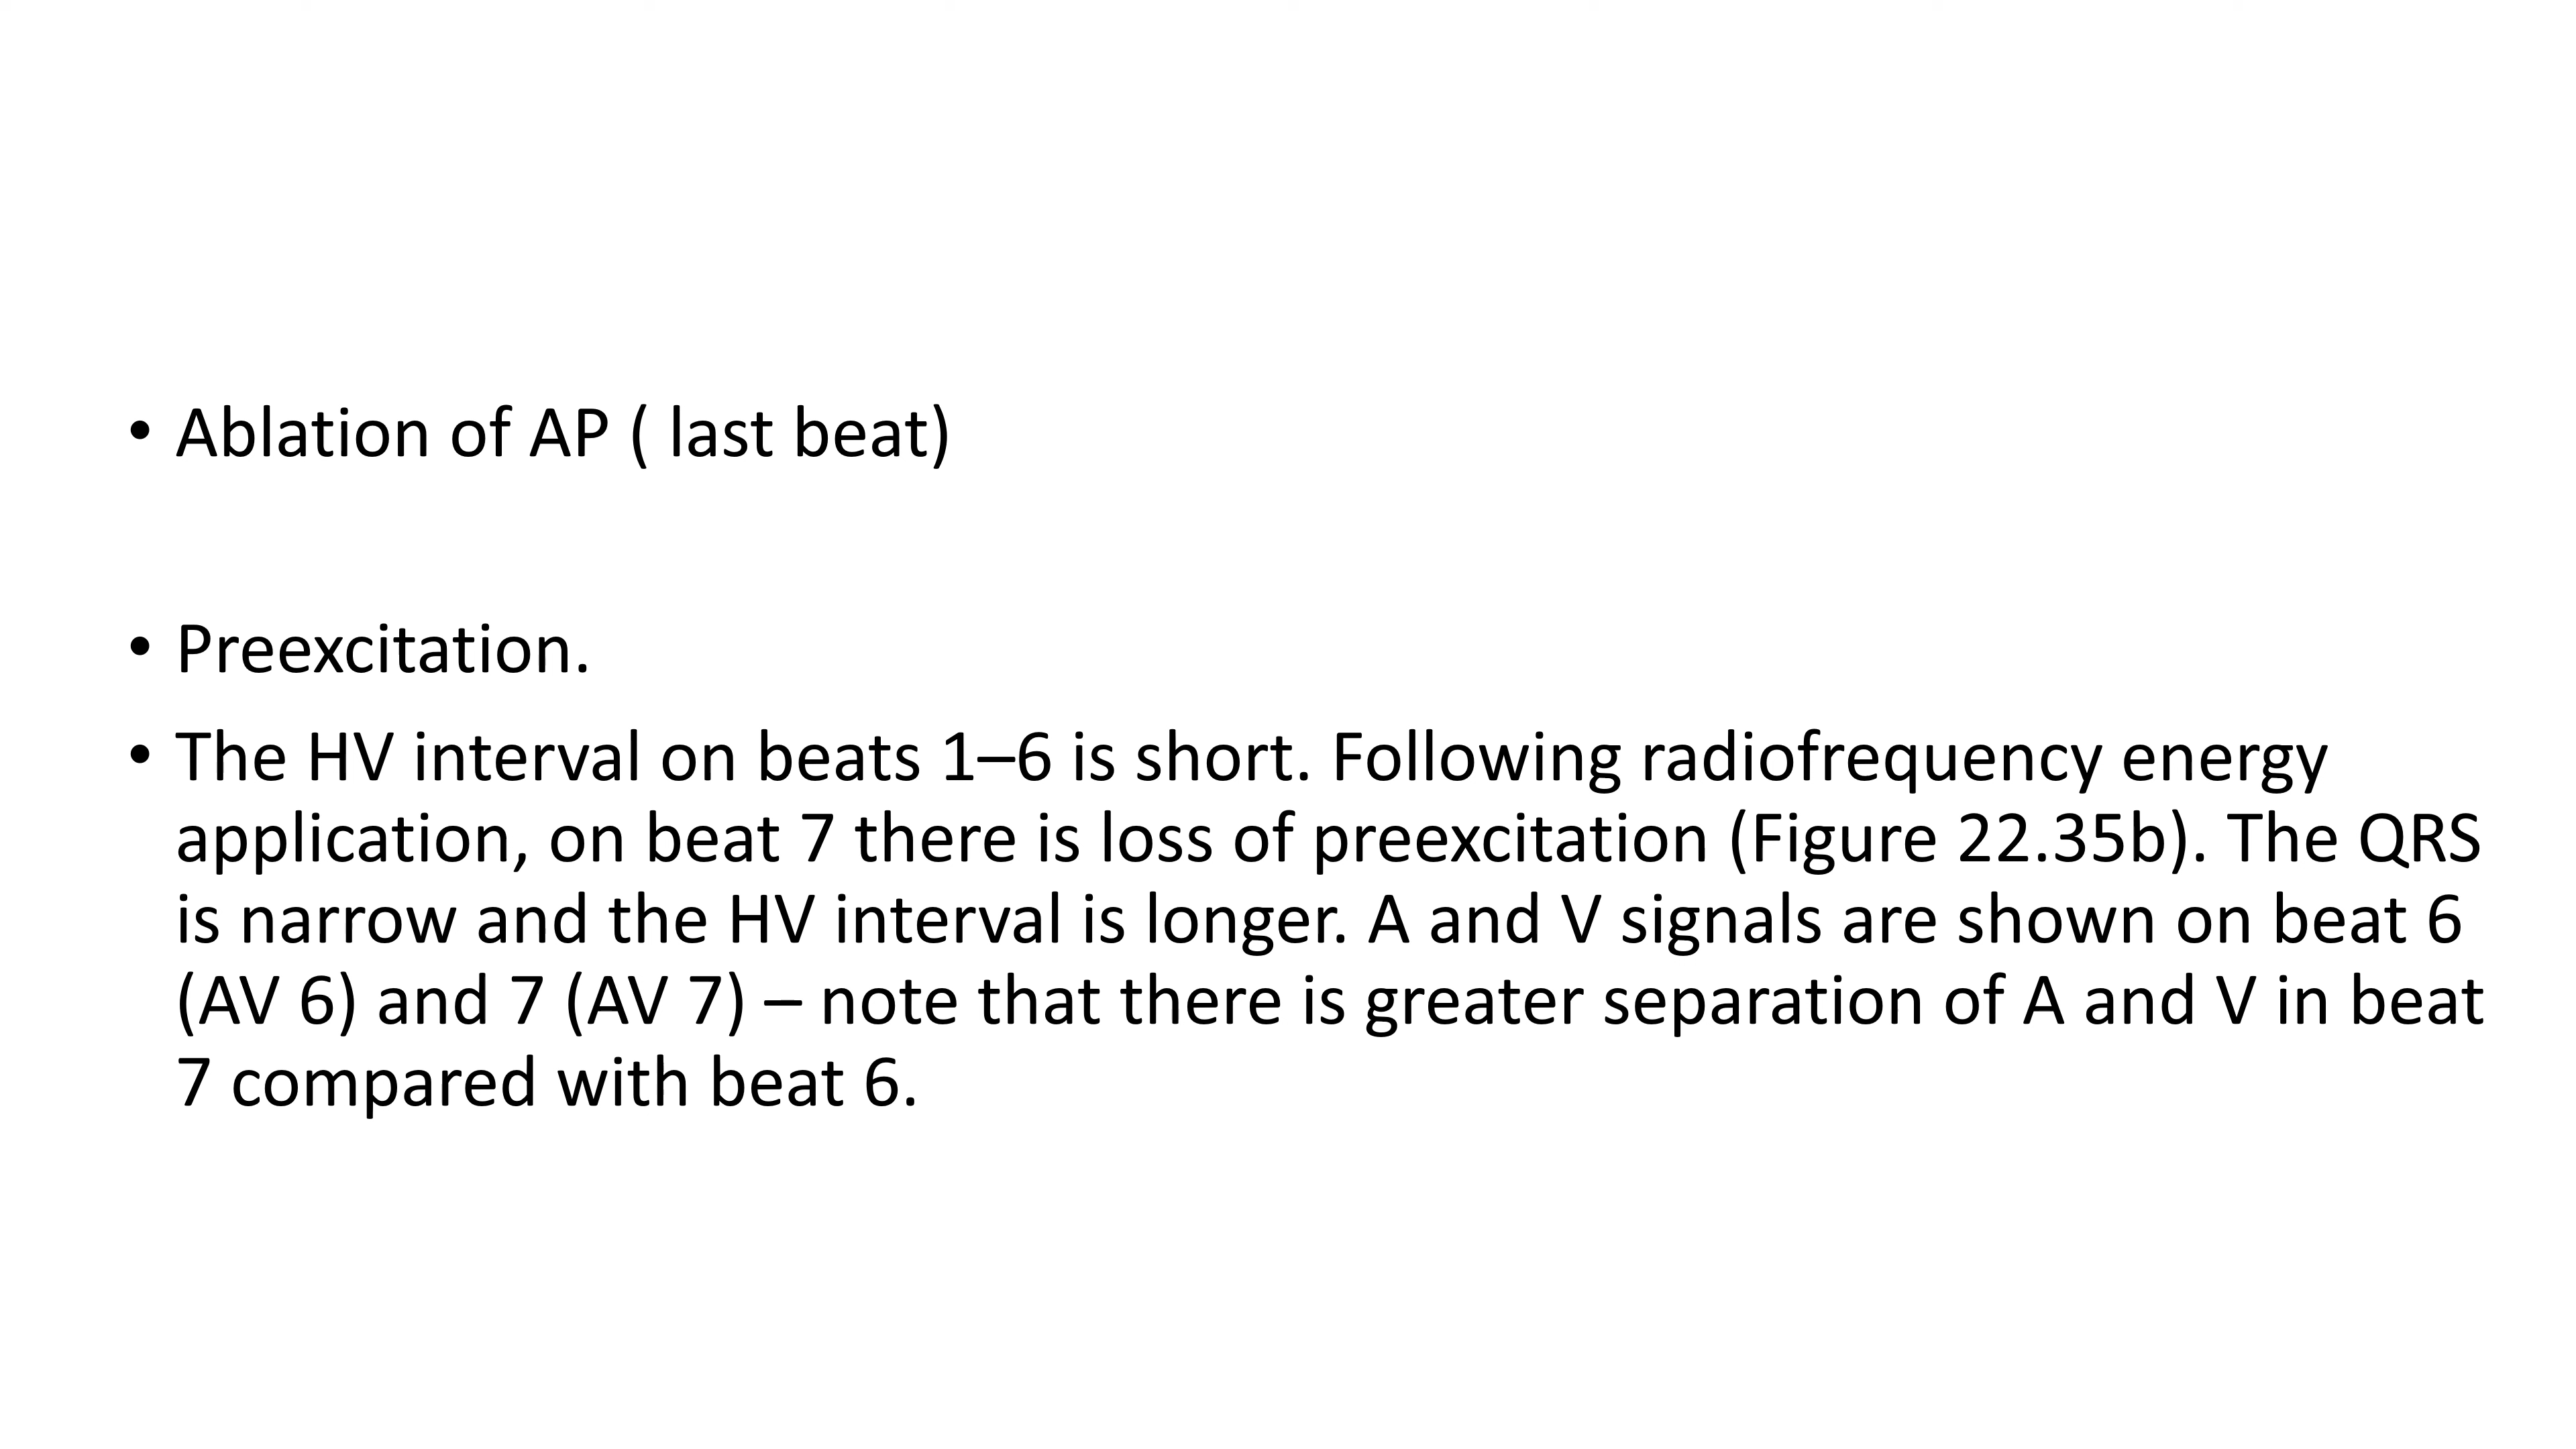 • Ablation of AP ( last beat)
• Preexcitation.
• The HV interval on beats 1–6 is short. Following radiofrequency energy
application, on beat 7 there is loss of preexcitation (Figure 22.35b). The QRS
is narrow and the HV interval is longer. A and V signals are shown on beat 6
(AV 6) and 7 (AV 7) – note that there is greater separation of A and V in beat
7 compared with beat 6.